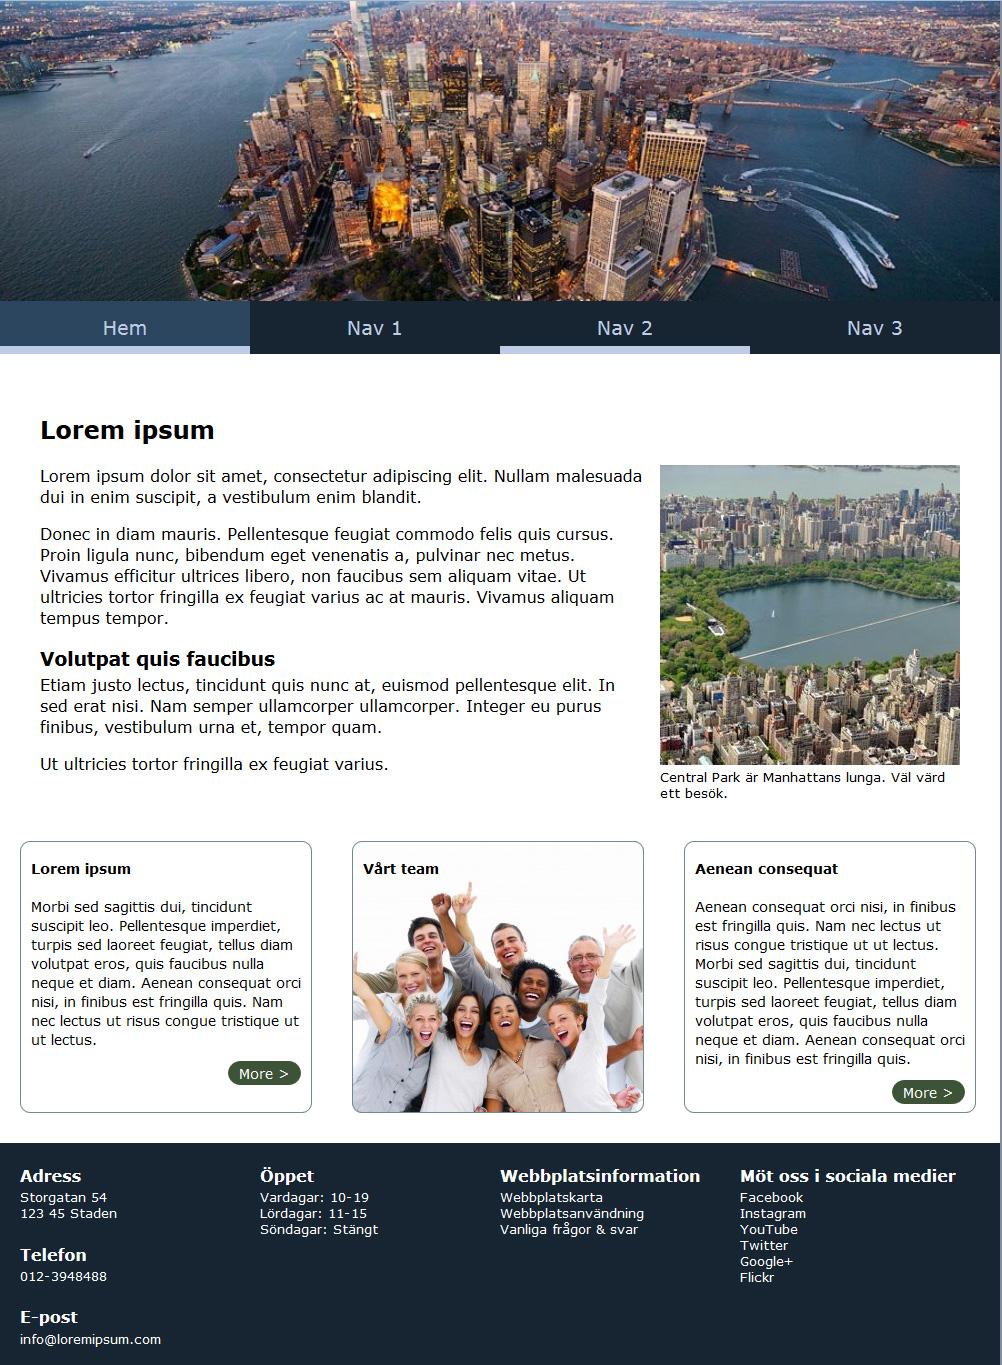 Hem
Nav 1
Nav 2
Nav 3
Lorem ipsum
Lorem ipsum dolor sit amet, consectetur adipiscing elit. Nullam malesuada
dui in enim suscipit, a vestibulum enim blandit.
Donec in diam mauris. Pellentesque feugiat commodo felis quis cursus.
Proin ligula nunc, bibendum eget venenatis a, pulvinar nec metus.
Vivamus efficitur ultrices libero, non faucibus sem aliquam vitae. Ut
ultricies tortor fringilla ex feugiat varius ac at mauris. Vivamus aliquam
tempus tempor.
Volutpat quis faucibus
Etiam justo lectus, tincidunt quis nunc at, euismod pellentesque elit. In
sed erat nisi. Nam semper ullamcorper ullamcorper. Integer eu purus
finibus, vestibulum urna et, tempor quam.
Ut ultricies tortor fringilla ex feugiat varius.
Central Park är Manhattans lunga. Väl värd
ett besök.
Lorem ipsum
Morbi sed sagittis dui, tincidunt
suscipit leo. Pellentesque imperdiet,
turpis sed laoreet feugiat, tellus diam
volutpat eros, quis faucibus nulla
neque et diam. Aenean consequat orci
nisi, in finibus est fringilla quis. Nam
nec lectus ut risus congue tristique ut
ut lectus.
More >
Vårt team
Aenean consequat
Aenean consequat orci nisi, in finibus
est fringilla quis. Nam nec lectus ut
risus congue tristique ut ut lectus.
Morbi sed sagittis dui, tincidunt
suscipit leo. Pellentesque imperdiet,
turpis sed laoreet feugiat, tellus diam
volutpat eros, quis faucibus nulla
neque et diam. Aenean consequat orci
nisi, in finibus est fringilla quis.
More >
Adress
Storgatan 54
123 45 Staden
Telefon
012-3948488
E-post
info@loremipsum.com
Öppet
Vardagar: 10-19
Lördagar: 11-15
Söndagar: Stängt
Webbplatsinformation
Webbplatskarta
Webbplatsanvändning
Vanliga frågor & svar
Möt oss i sociala medier
Facebook
Instagram
YouTube
Twitter
Google+
Flickr